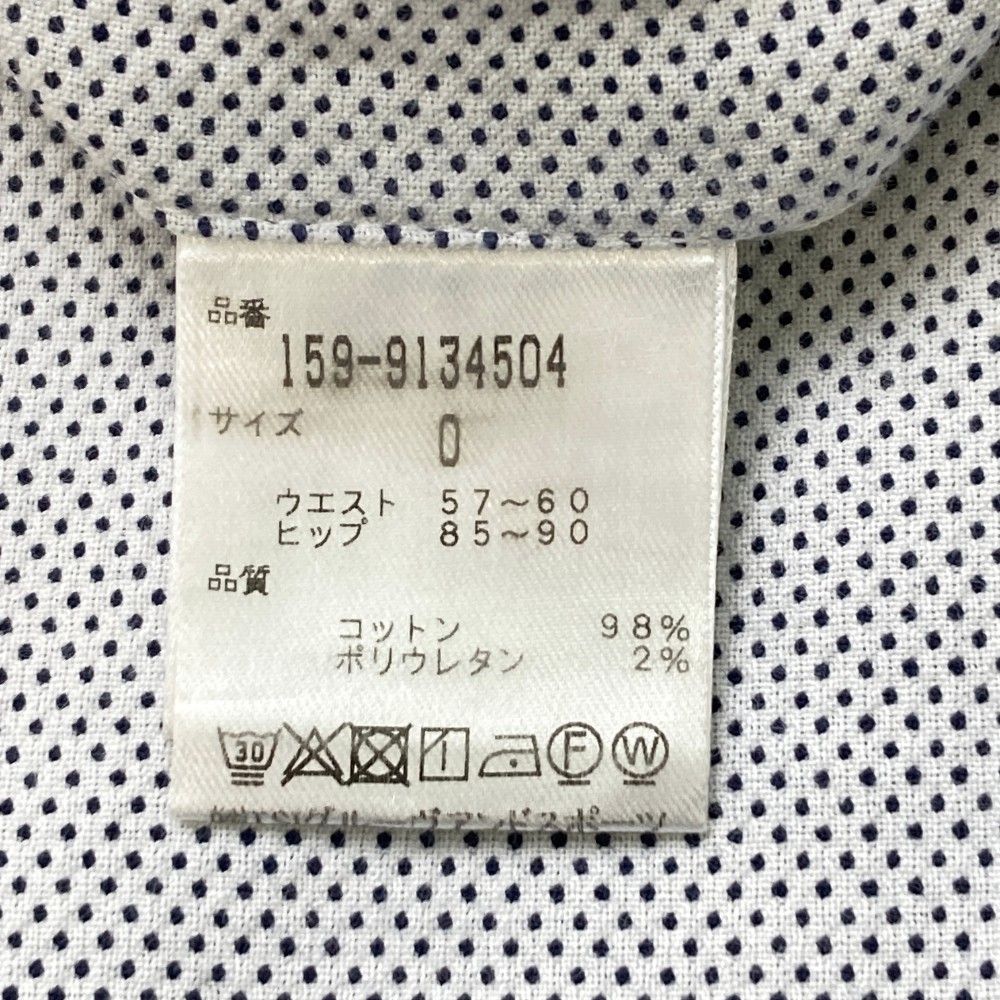 品番
159-9134504
サイズ
0
ウエスト 57～60
ヒップ 85～90
品質
コットン 98%
ポリウレタン 2%
30 F W